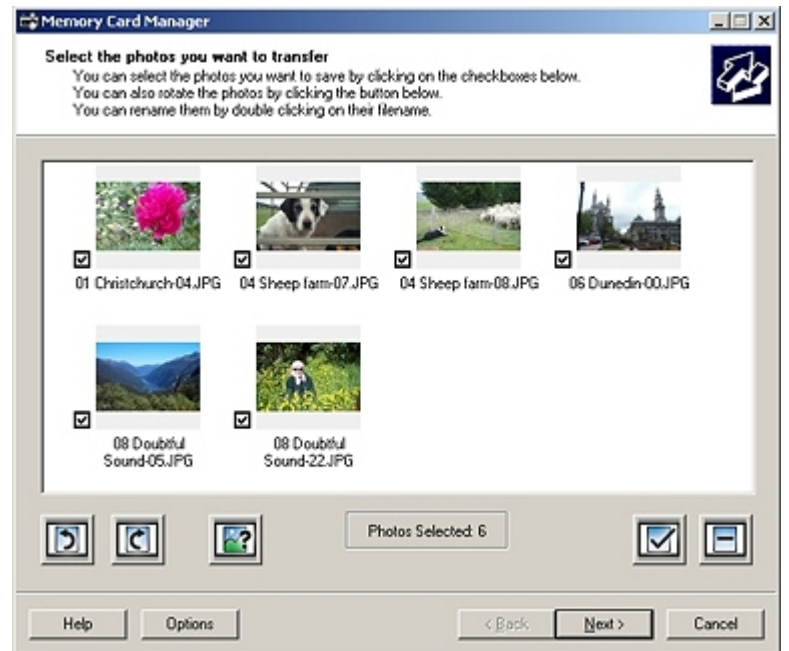 Memory Card Manager
Select the photos you want to transfer
You can select the photos you want to save by clicking on the checkboxes below.
You can also rotate the photos by clicking the button below.
You can rename them by double clicking on their filename.
01 Christchurch-04.JPG
04 Sheep farm-07.JPG
04 Sheep farm-08.JPG
06 Dunedin-00.JPG
08 Doubtful
Sound-05.JPG
08 Doubtful
Sound-22.JPG
?
Photos Selected: 6
Help
Options
< Back
Next >
Cancel